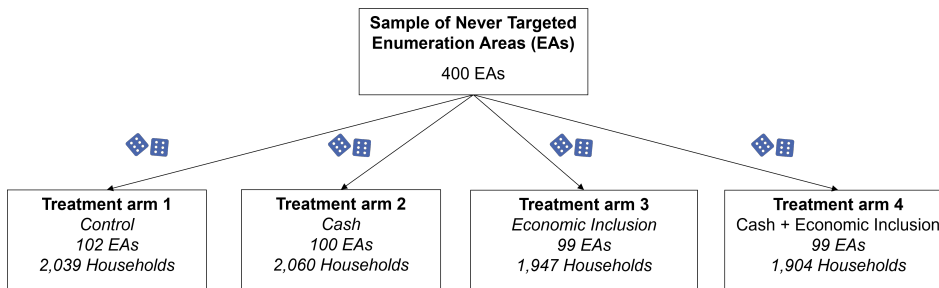 Sample of Never Targeted
Enumeration Areas (EAs)
400 EAs
Treatment arm 1
Control
102 EAs
2,039 Households
Treatment arm 2
Cash
100 EAs
2,060 Households
Treatment arm 3
Economic Inclusion
99 EAs
1,947 Households
Treatment arm 4
Cash + Economic Inclusion
99 EAs
1,904 Households